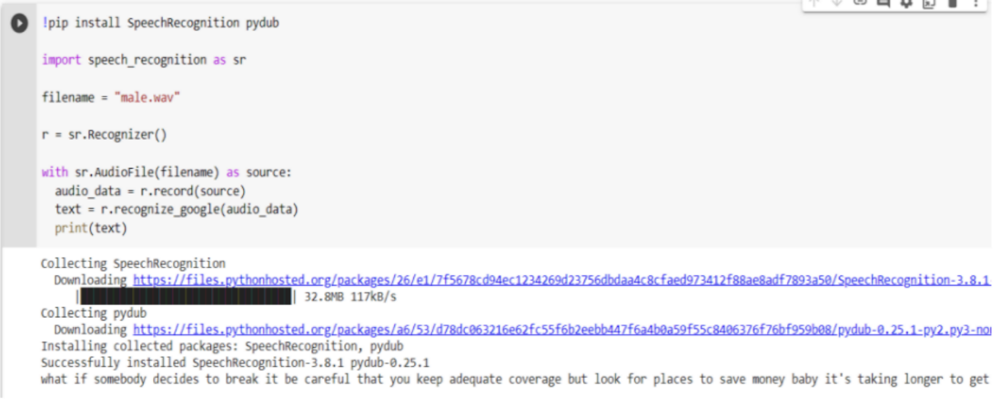 !pip install SpeechRecognition pydub
import speech_recognition as sr
filename = "male.wav"
r = sr.Recognizer()
with sr.AudioFile(filename) as source:
  audio_data = r.record(source)
  text = r.recognize_google(audio_data)
  print(text)
Collecting SpeechRecognition
  Downloading https://files.pythonhosted.org/packages/26/e1/7f5678cd94ec1234269d23756dbdaa4c8cfaed973412f88ae8adf7893a50/SpeechRecognition-3.8.1
     |████████████████████████████████| 32.8MB 117kB/s
Collecting pydub
  Downloading https://files.pythonhosted.org/packages/a6/53/d78dc063216e62fc55f6b2eebb447f6a4b0a59f55c8406376f76bf959b08/pydub-0.25.1-py2.py3-no
Installing collected packages: SpeechRecognition, pydub
Successfully installed SpeechRecognition-3.8.1 pydub-0.25.1
what if somebody decides to break it be careful that you keep adequate coverage but look for places to save money baby it's taking longer to get